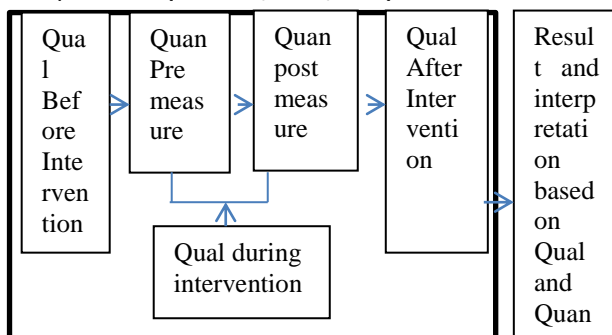 Qua
l
Bef
ore
Inte
rven
tion
Quan
Pre
meas
ure
Quan
post
meas
ure
Qual
After
Inter
venti
on
Resul
t and
interp
retati
on
based
on
Qual
and
Quan
Qual during
intervention